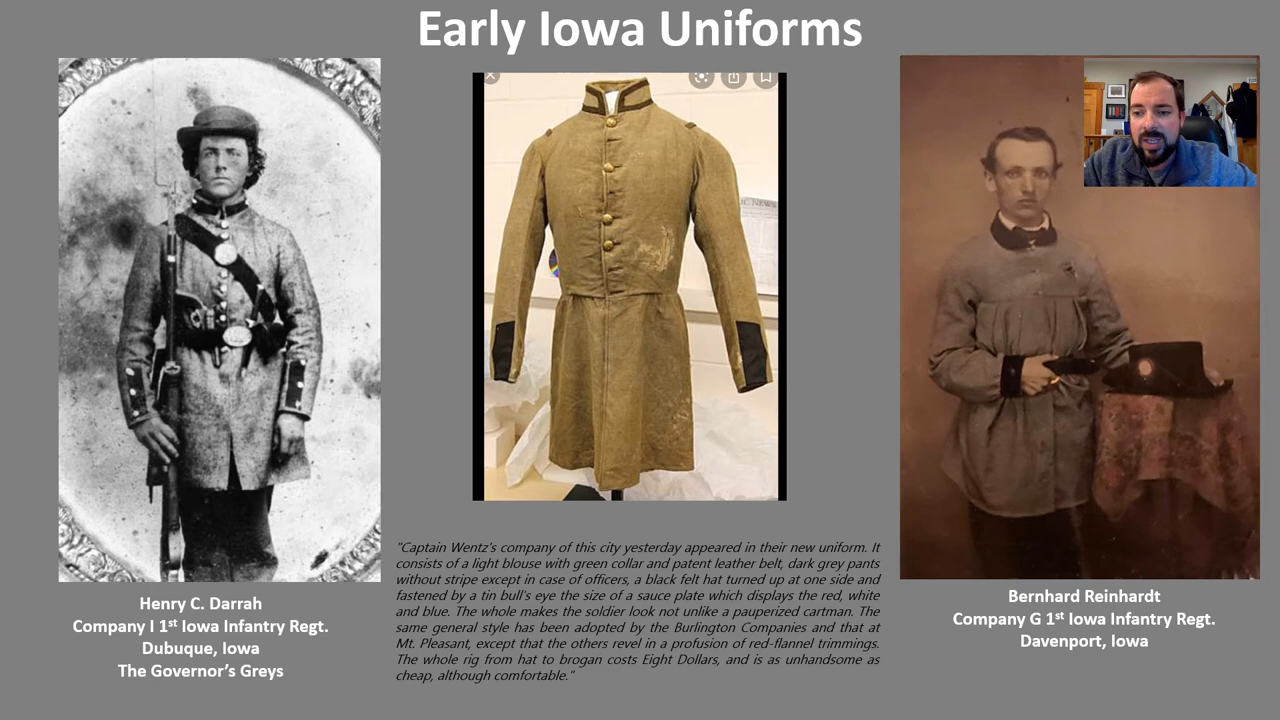 Early Iowa Uniforms
IC NEWS
Henry C. Darrah
Company I 1st Iowa Infantry Regt.
Dubuque, Iowa
The Governor's Greys
"Captain Wentz's company of this city yesterday appeared in their new uniform. It
consists of a light blouse with green collar and patent leather belt, dark grey pants
without stripe except in case of officers, a black felt hat turned up at one side and
fastened by a tin bull's eye the size of a sauce plate which displays the red, white
and blue. The whole makes the soldier look not unlike a pauperized cartman. The
same general style has been adopted by the Burlington Companies and that at
Mt. Pleasant, except that the others revel in a profusion of red-flannel trimmings.
The whole rig from hat to brogan costs Eight Dollars, and is as unhandsome as
cheap, although comfortable."
Bernhard Reinhardt
Company G 1st Iowa Infantry Regt.
Davenport, Iowa